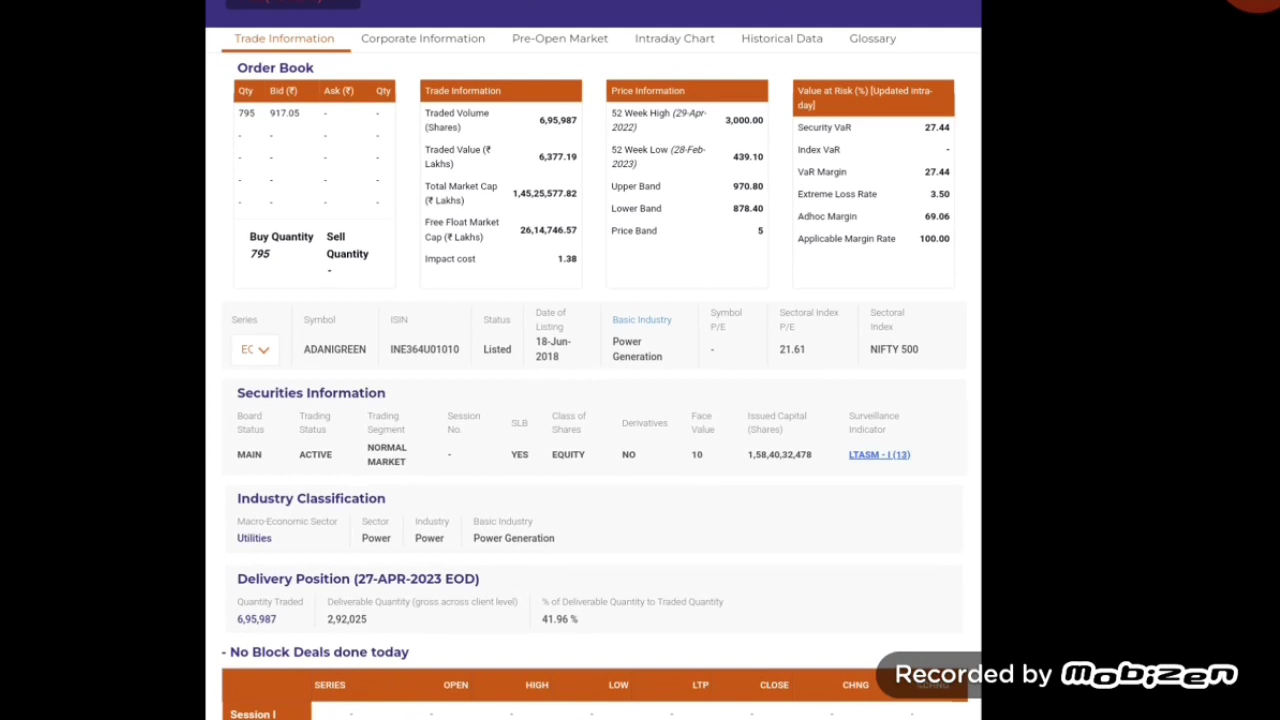 Trade Information Corporate Information Pre-Open Market Intraday Chart Historical Data Glossary
Order Book
Qty Bid (₹) Ask (₹) Qty
795 917.05 - -
- - - -
- - - -
- - - -
- - - -
Buy Quantity Sell Quantity
795 -
Trade Information
Traded Volume (Shares) 6,95,987
Traded Value (₹ Lakhs) 6,377.19
Total Market Cap (₹ Lakhs) 1,45,25,577.82
Free Float Market Cap (₹ Lakhs) 26,14,746.57
Impact cost 1.38
Price Information
52 Week High (29-Apr-2022) 3,000.00
52 Week Low (28-Feb-2023) 439.10
Upper Band 970.80
Lower Band 878.40
Price Band 5
Value at Risk (%) [Updated intra-day]
Security VaR 27.44
Index VaR -
VaR Margin 27.44
Extreme Loss Rate 3.50
Adhoc Margin 69.06
Applicable Margin Rate 100.00
Series Symbol ISIN Status Date of Listing Basic Industry Symbol P/E Sectoral Index P/E Sectoral Index
ADANIGREEN INE364U01010 Listed 18-Jun-2018 Power Generation - 21.61 NIFTY 500
Securities Information
Board Status Trading Status Trading Segment Session No. SLB Class of Shares Derivatives Face Value Issued Capital (Shares) Surveillance Indicator
MAIN ACTIVE NORMAL MARKET - YES EQUITY NO 10 1,58,40,32,478 LTASM - I (13)
Industry Classification
Macro-Economic Sector Sector Industry Basic Industry
Utilities Power Power Power Generation
Delivery Position (27-APR-2023 EOD)
Quantity Traded Deliverable Quantity (gross across client level) % of Deliverable Quantity to Traded Quantity
6,95,987 2,92,025 41.96 %
- No Block Deals done today
SERIES OPEN HIGH LOW LTP CLOSE CHNG
Session I - - - - - - -
Recorded by MOBIZEN